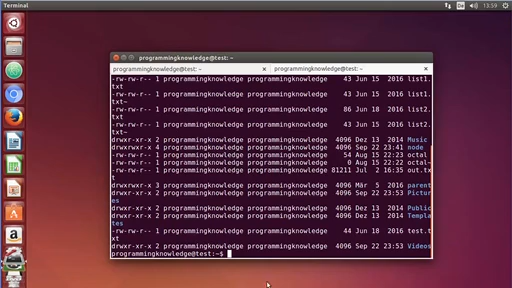 Terminal
De
13:59
programmingknowledge@test: ~
programmingknowledge@test: ~ × programmingknowledge@test: ~ ×
-rw-rw-r-- 1 programmingknowledge programmingknowledge 43 Jun 15 2016 list1.
txt
-rw-rw-r-- 1 programmingknowledge programmingknowledge 43 Jun 15 2016 list1.
txt~
-rw-rw-r-- 1 programmingknowledge programmingknowledge 86 Jun 18 2016 list2.
txt
-rw-rw-r-- 1 programmingknowledge programmingknowledge 43 Jun 15 2016 list2.
txt~
drwxr-xr-x 2 programmingknowledge programmingknowledge 4096 Dez 13 2014 Music
drwxrwxr-x 4 programmingknowledge programmingknowledge 4096 Sep 22 23:41 node
-rw-rw-r-- 1 programmingknowledge programmingknowledge 54 Aug 15 22:23 octal
-rw-rw-r-- 1 programmingknowledge programmingknowledge 0 Aug 15 22:22 octal~
-rw-rw-r-- 1 programmingknowledge programmingknowledge 81211 Jul 2 16:35 out.tx
t
drwxrwxr-x 3 programmingknowledge programmingknowledge 4096 Mär 5 2016 parent
drwxr-xr-x 2 programmingknowledge programmingknowledge 4096 Sep 22 23:53 Pictur
es
drwxr-xr-x 2 programmingknowledge programmingknowledge 4096 Dez 13 2014 Public
drwxr-xr-x 2 programmingknowledge programmingknowledge 4096 Dez 13 2014 Templa
tes
-rw-rw-r-- 1 programmingknowledge programmingknowledge 44 Jun 18 2016 test.t
xt
drwxr-xr-x 2 programmingknowledge programmingknowledge 4096 Sep 22 23:53 Videos
programmingknowledge@test:~$